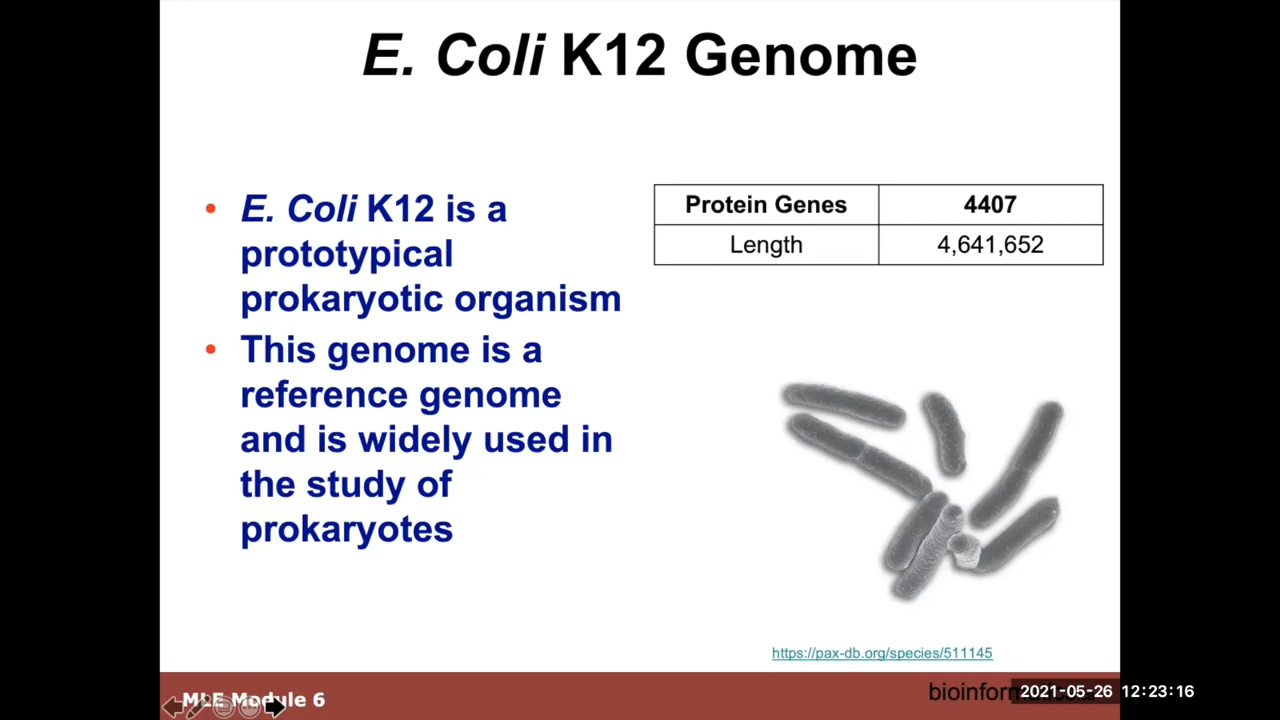 E. Coli K12 Genome
• E. Coli K12 is a
prototypical
prokaryotic organism
• This genome is a
reference genome
and is widely used in
the study of
prokaryotes
Protein Genes 4407
Length 4,641,652
https://pax-db.org/species/511145
MLE Module 6
2021-05-26 12:23:16